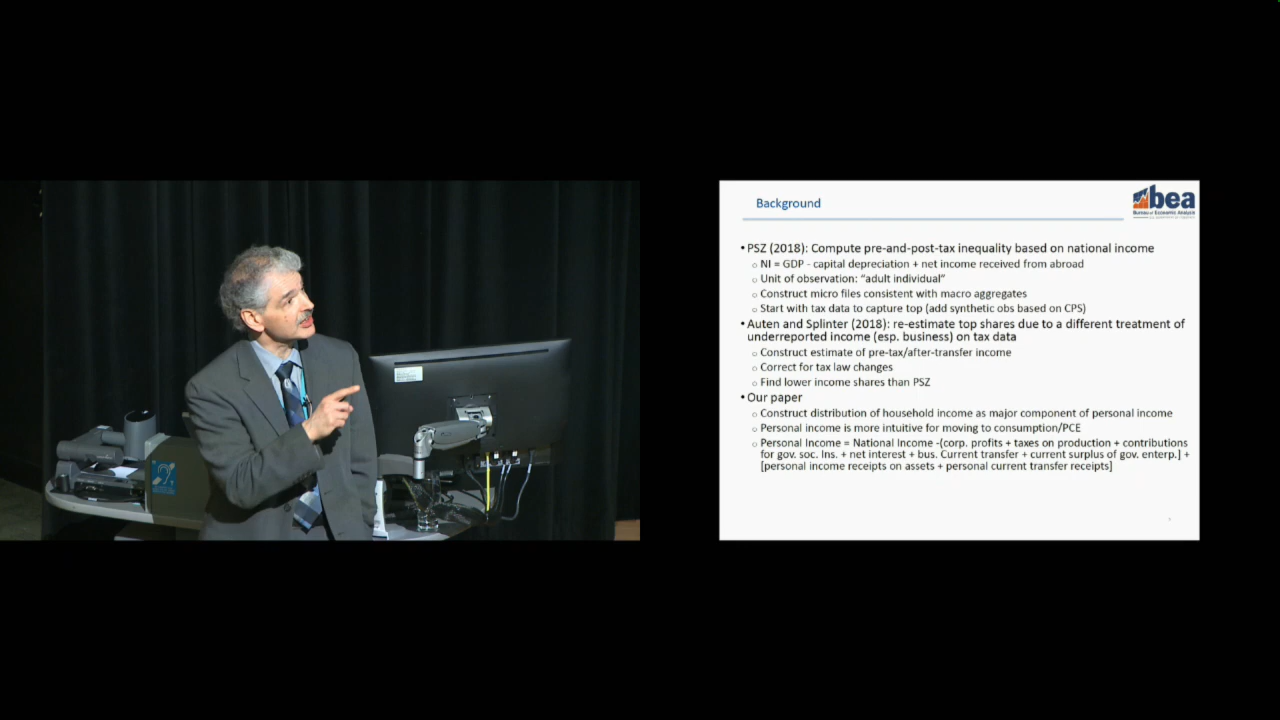 Background
bea
Bureau of Economic Analysis
• PSZ (2018): Compute pre-and-post-tax inequality based on national income
o NI = GDP - capital depreciation + net income received from abroad
o Unit of observation: “adult individual”
o Construct micro files consistent with macro aggregates
o Start with tax data to capture top (add synthetic obs based on CPS)
• Auten and Splinter (2018): re-estimate top shares due to a different treatment of
underreported income (esp. business) on tax data
o Construct estimate of pre-tax/after-transfer income
o Correct for tax law changes
o Find lower income shares than PSZ
• Our paper
o Construct distribution of household income as major component of personal income
o Personal income is more intuitive for moving to consumption/PCE
o Personal Income = National Income -[corp. profits + taxes on production + contributions
for gov. soc. Ins. + net interest + bus. Current transfer + current surplus of gov. enterp.] +
[personal income receipts on assets + personal current transfer receipts]